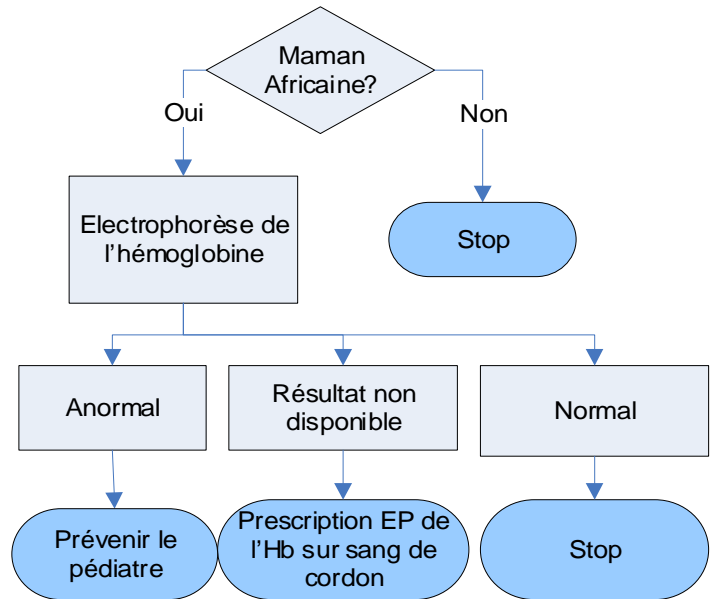 Maman
Africaine?
Oui
Non
Electrophorèse de
l'hémoglobine
Stop
Anormal
Résultat non
disponible
Normal
Prévenir le
pédiatre
Prescription EP de
l'Hb sur sang de
cordon
Stop